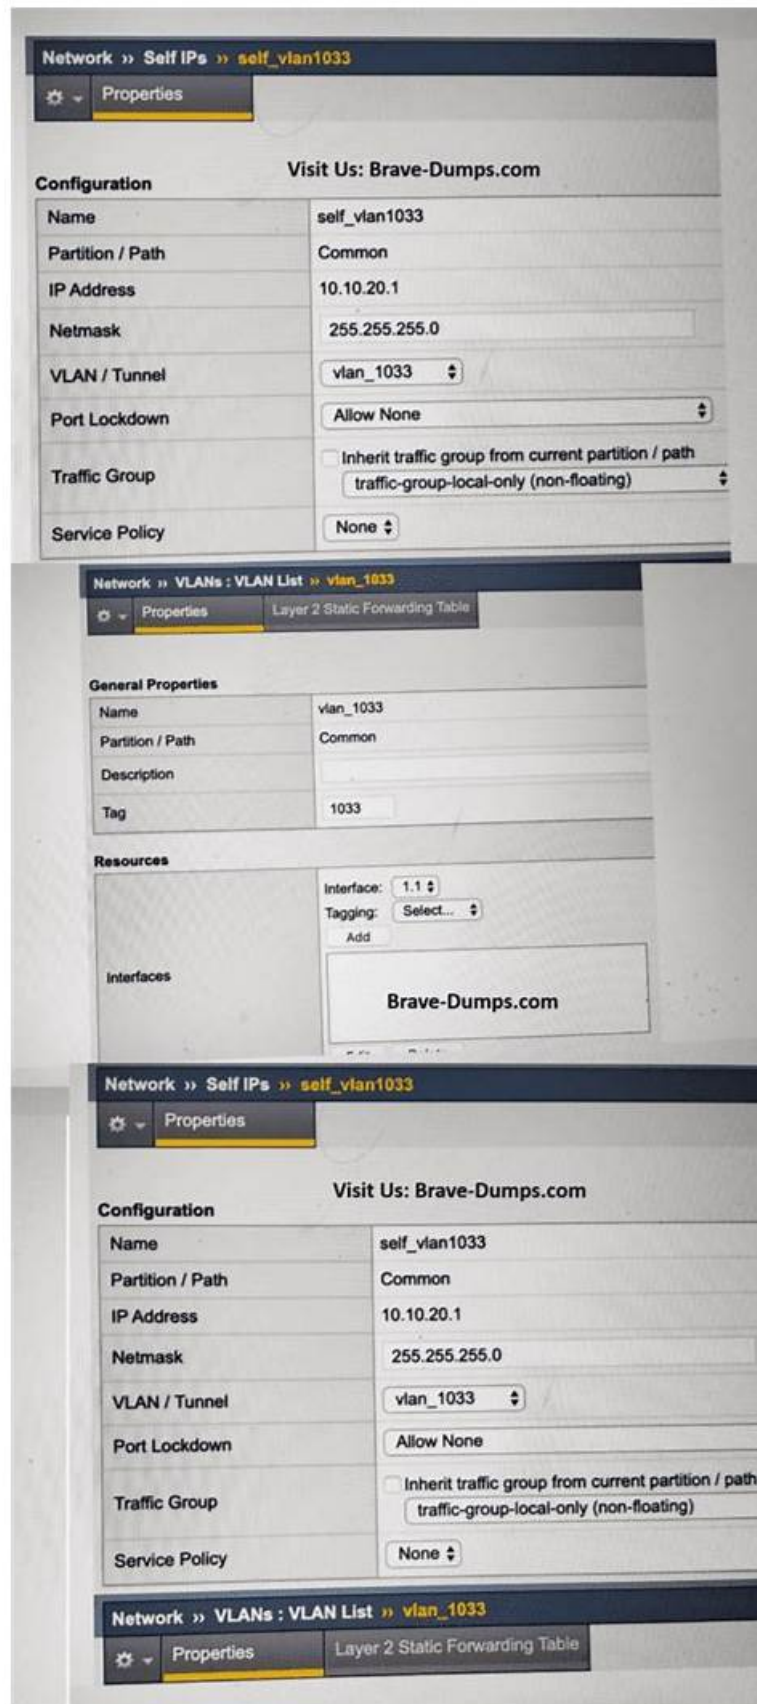 Network » Self IPs » self_vlan1033
Properties
Visit Us: Brave-Dumps.com
Configuration
Name self_vlan1033
Partition / Path Common
IP Address 10.10.20.1
Netmask 255.255.255.0
VLAN / Tunnel vlan_1033
Port Lockdown Allow None
Traffic Group Inherit traffic group from current partition / path
traffic-group-local-only (non-floating)
Service Policy None
Network » VLANs : VLAN List » vlan_1033
Properties Layer 2 Static Forwarding Table
General Properties
Name vlan_1033
Partition / Path Common
Description
Tag 1033
Resources
Interface: 1.1
Tagging: Select...
Add
Interfaces
Brave-Dumps.com
Network » Self IPs » self_vlan1033
Properties
Visit Us: Brave-Dumps.com
Configuration
Name self_vlan1033
Partition / Path Common
IP Address 10.10.20.1
Netmask 255.255.255.0
VLAN / Tunnel vlan_1033
Port Lockdown Allow None
Traffic Group Inherit traffic group from current partition / path
traffic-group-local-only (non-floating)
Service Policy None
Network » VLANs : VLAN List » vlan_1033
Properties Layer 2 Static Forwarding Table